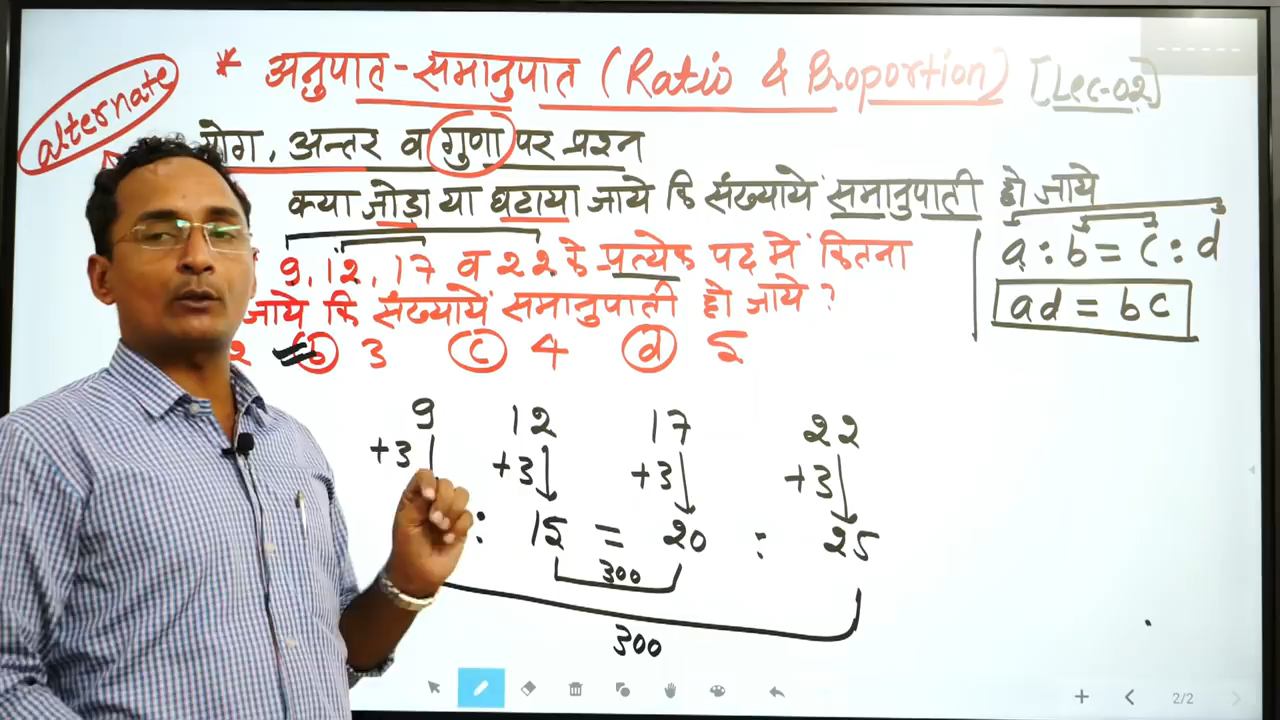 * अनुपात-समानुपात (Ratio & Proportion) [Lec-02]
alternate
योग, अन्तर व गुणा पर प्रश्न
क्या जोड़ा या घटाया जाये कि संख्यायें समानुपाती हो जाये
a : b = c : d
9, 12, 17 व 22 के प्रत्येक पद में कितना
ad = bc
जाये कि संख्यायें समानुपाती हो जाये ?
2 (b) 3 (c) 4 (d) 5
9 12 17 22
+3 +3 +3 +3
: 15 = 20 : 25
300
300
2/2